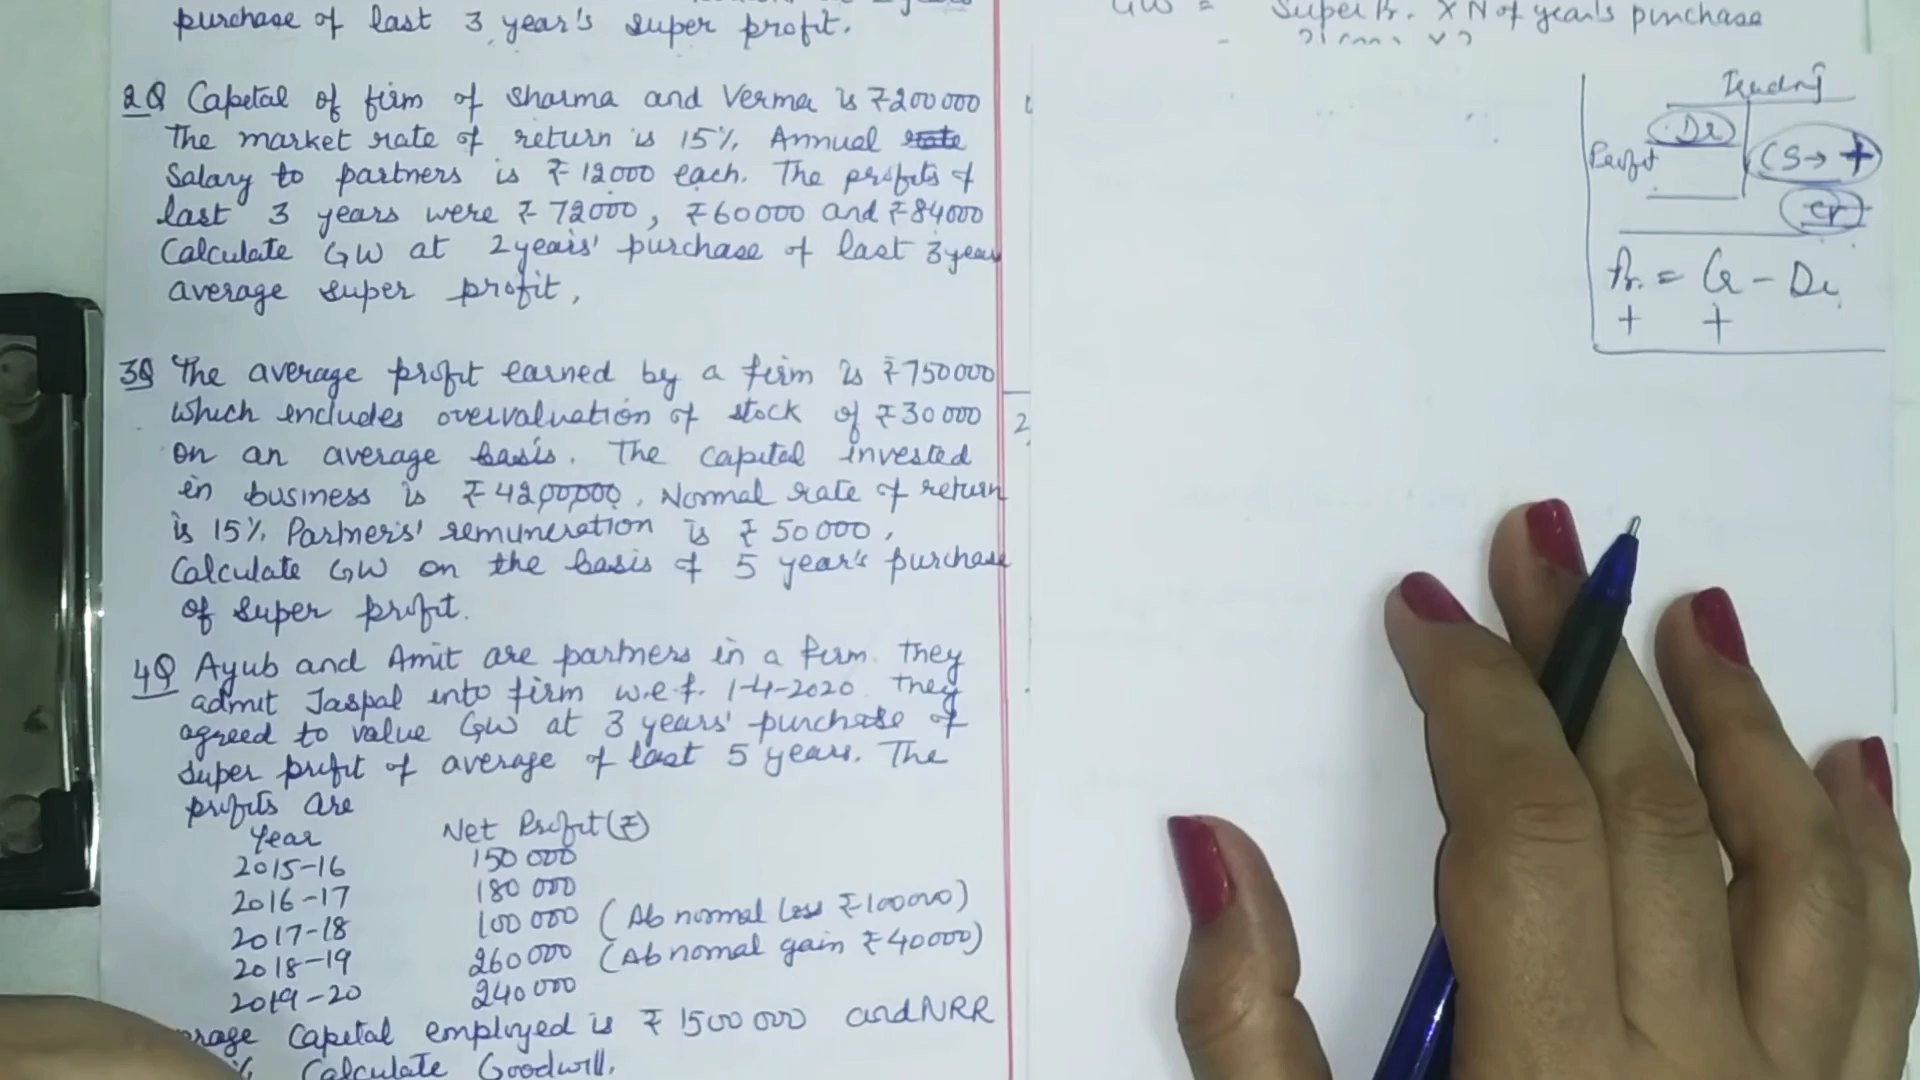 purchase of last 3 year's super profit.
2Q Capital of firm of Sharma and Verma is ₹200000
The market rate of return is 15%. Annual rate
Salary to partners is ₹12000 each. The profits of
last 3 years were ₹72000, ₹60000 and ₹84000
Calculate GW at 2 years' purchase of last 3 year
average super profit,
3Q The average profit earned by a firm is ₹750000
which includes overvaluation of stock of ₹30000
on an average basis. The capital invested
in business is ₹4200000. Normal rate of return
is 15%. Partners' remuneration is ₹50000,
Calculate GW on the basis of 5 year's purchase
of super profit.
4Q Ayub and Amit are partners in a firm. They
admit Jaspal into firm w.e.f. 1-4-2020. They
agreed to value GW at 3 years' purchase of
super profit of average of last 5 years. The
profits are
Year Net Profit (₹)
2015-16 150000
2016-17 180000
2017-18 100000 (Abnormal Loss ₹100000)
2018-19 260000 (Abnormal gain ₹40000)
2019-20 240000
Capital employed is ₹1500000 and NRR
Calculate Goodwill.
GW = Super Pr. X N of years purchase
Trading
Dr
Profit
CS → +
Cr
Pr. = Cr - Dr
+ +
2,